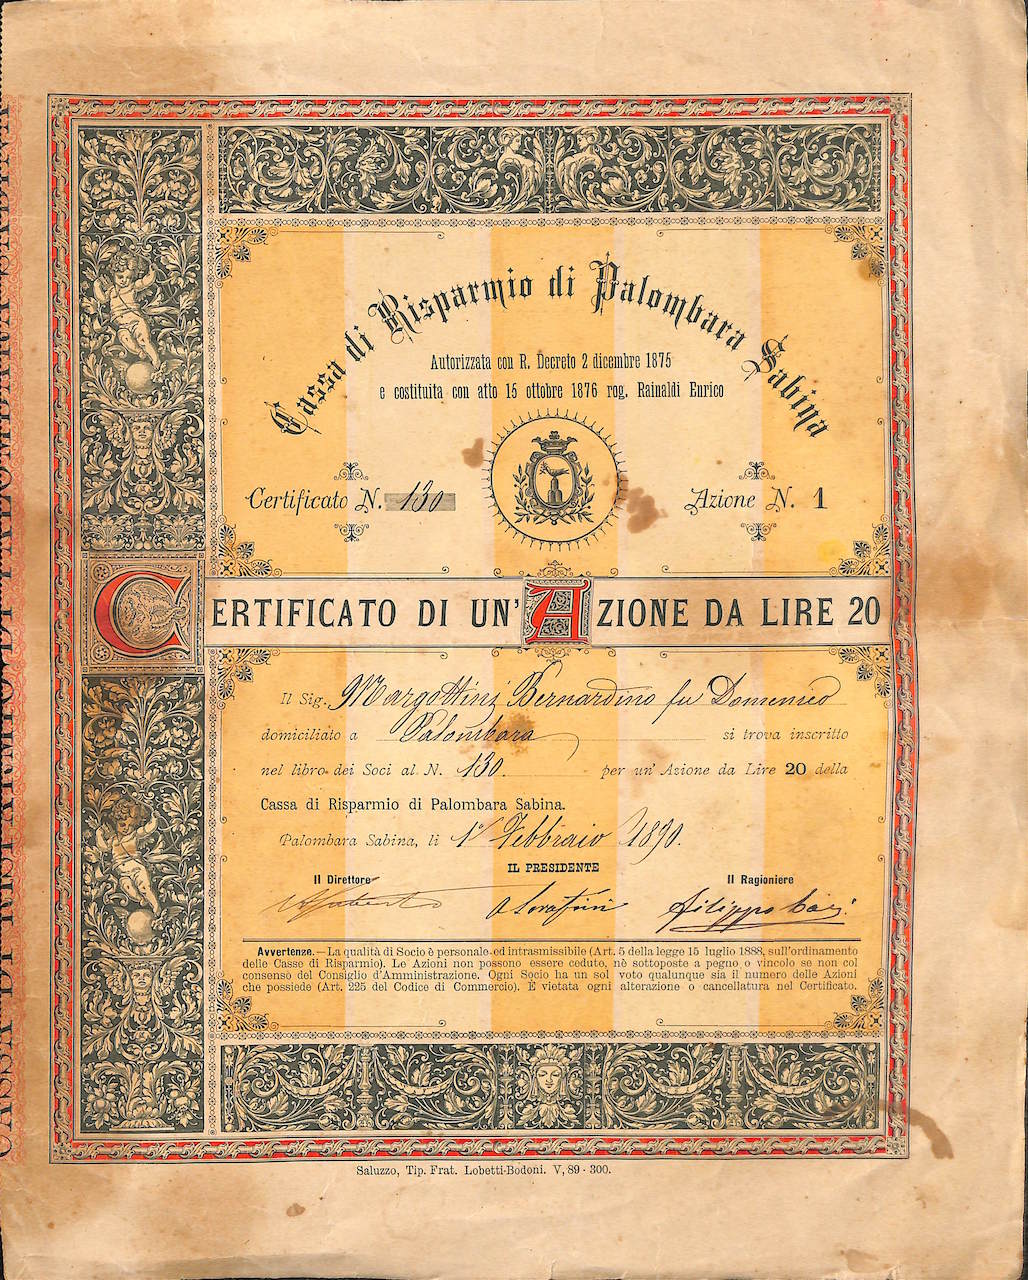 CASSA DI RISPARMIO DI PALOMBARA SABINA
Cassa di Risparmio di Palombara Sabina
Autorizzata con R. Decreto 2 dicembre 1875
e costituita con atto 15 ottobre 1876 rog. Rainaldi Enrico
Certificato N. 130
Azione N. 1
CERTIFICATO DI UN' AZIONE DA LIRE 20
Il Sig. Margottini Bernardino fu Domenico
domiciliato a Palombara si trova inscritto
nel libro dei Soci al N. 130. per un' Azione da Lire 20 della
Cassa di Risparmio di Palombara Sabina.
Palombara Sabina, li 1° Febbraio 1890.
IL PRESIDENTE
Il Direttore
Il Ragioniere
Avvertenze. — La qualità di Socio è personale ed intrasmissibile (Art. 5 della legge 15 luglio 1888, sull'ordinamento
delle Casse di Risparmio). Le Azioni non possono essere cedute, nè sottoposte a pegno o vincolo se non col
consenso del Consiglio d'Amministrazione. Ogni Socio ha un sol voto qualunque sia il numero delle Azioni
che possiede (Art. 225 del Codice di Commercio). È vietata ogni alterazione o cancellatura nel Certificato.
Saluzzo, Tip. Frat. Lobetti-Bodoni. V, 89 - 300.